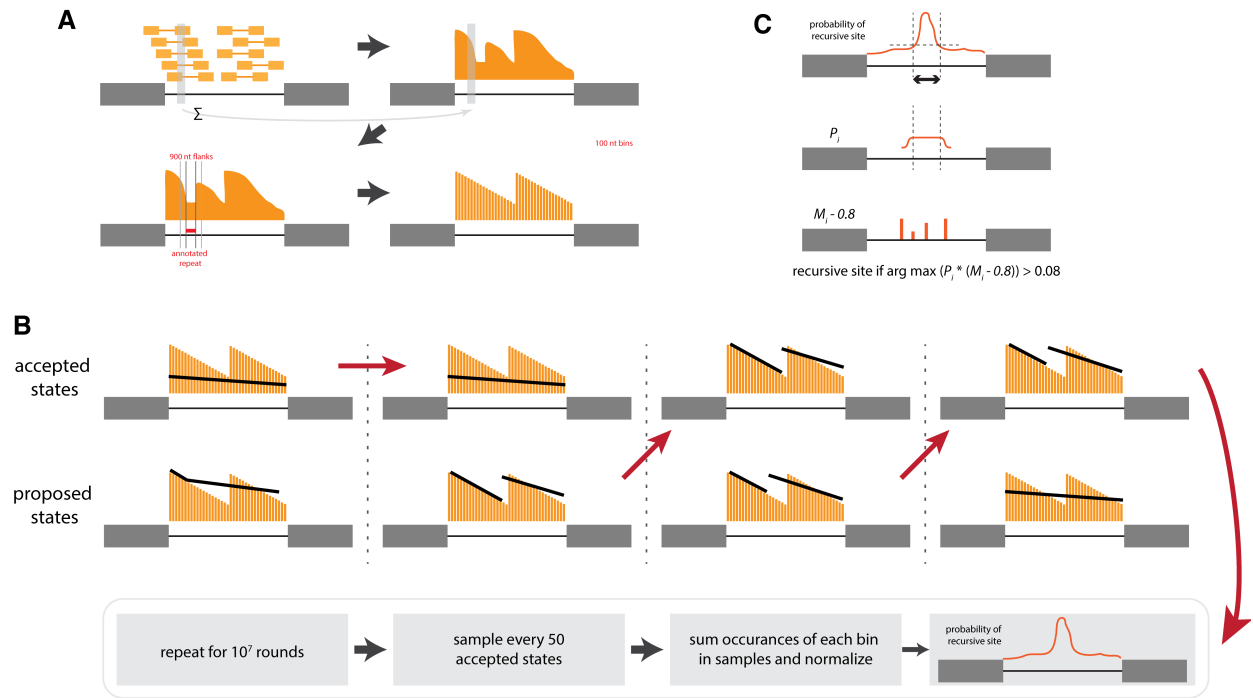 A
Σ
900 nt flanks
annotated
repeat
100 nt bins
C
probability of
recursive site
P_i
M_i - 0.8
recursive site if arg max (P_i * (M_i - 0.8)) > 0.08
B
accepted
states
proposed
states
repeat for 10⁷ rounds
sample every 50
accepted states
sum occurances of each bin
in samples and normalize
probability of
recursive site